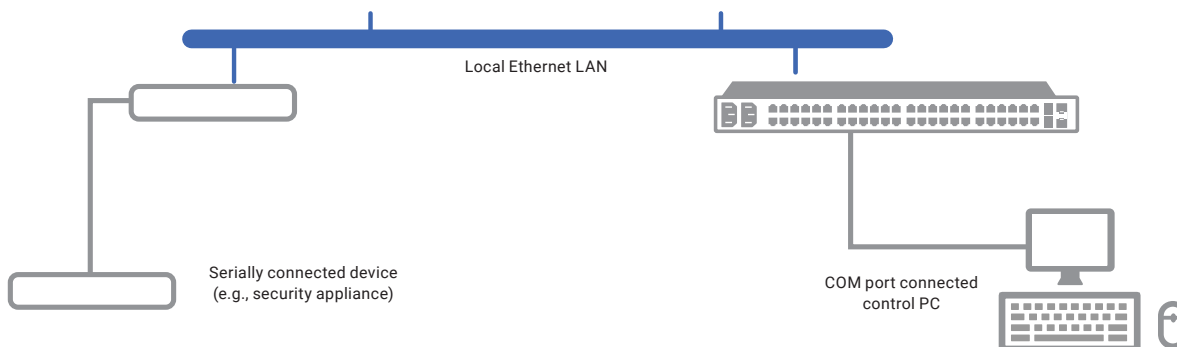 Local Ethernet LAN
Serially connected device
(e.g., security appliance)
COM port connected
control PC